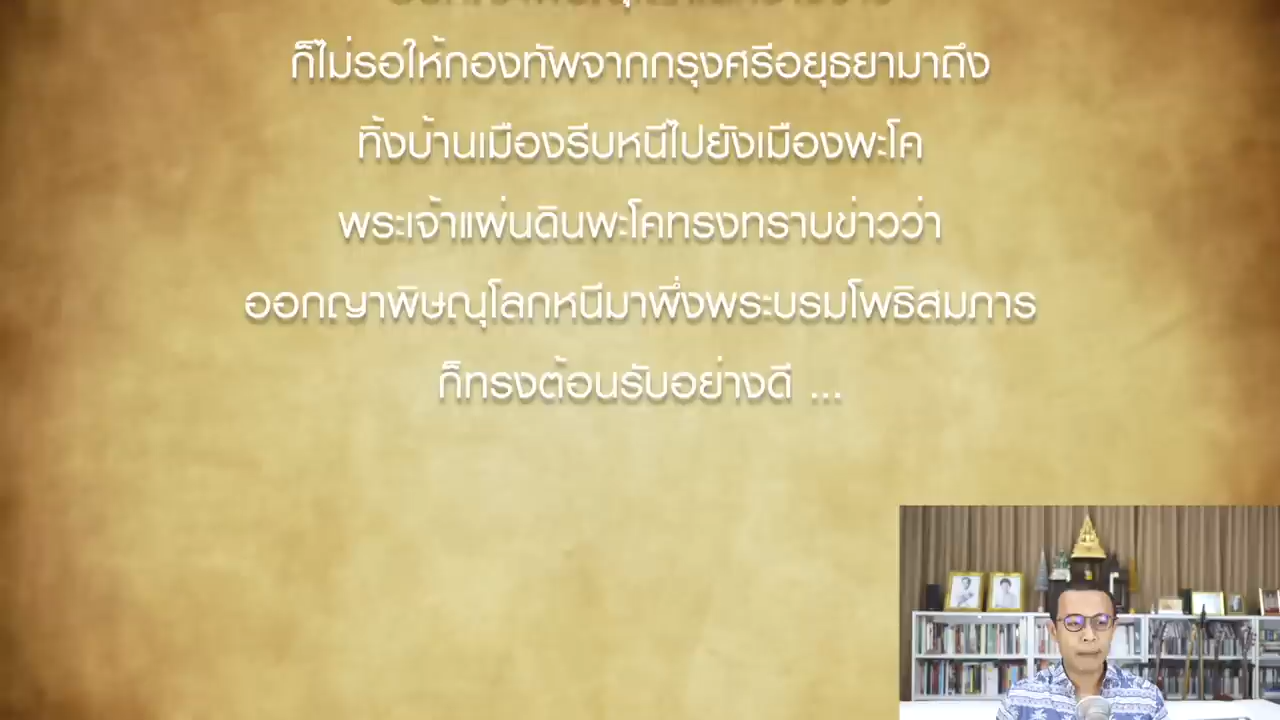 ก็ไม่รอให้กองทัพจากกรุงศรีอยุธยามาถึง
ทิ้งบ้านเมืองรีบหนีไปยังเมืองพะโค
พระเจ้าแผ่นดินพะโคทรงทราบข่าวว่า
ออกญาพิษณุโลกหนีมาพึ่งพระบรมโพธิสมภาร
ก็ทรงต้อนรับอย่างดี ...